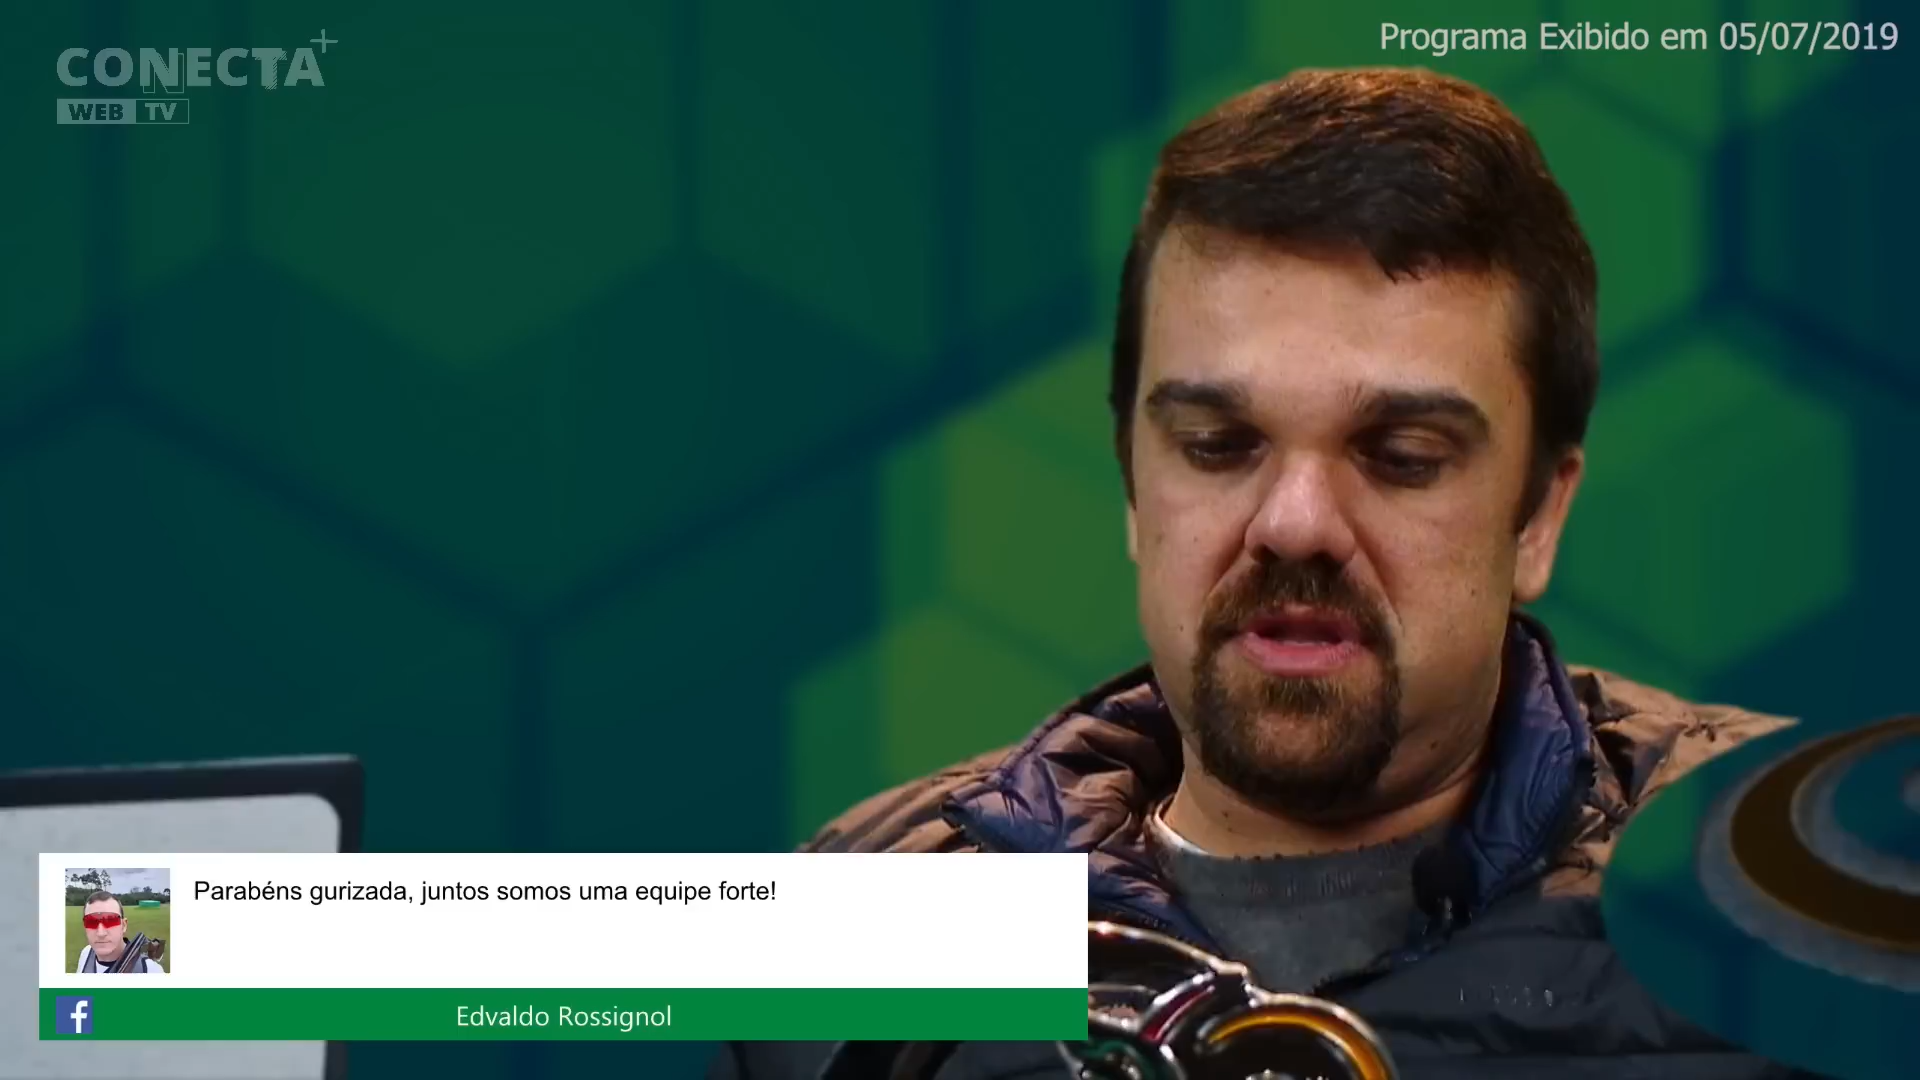 CONECTA+
WEB TV
Programa Exibido em 05/07/2019
Parabéns gurizada, juntos somos uma equipe forte!
f
Edvaldo Rossignol